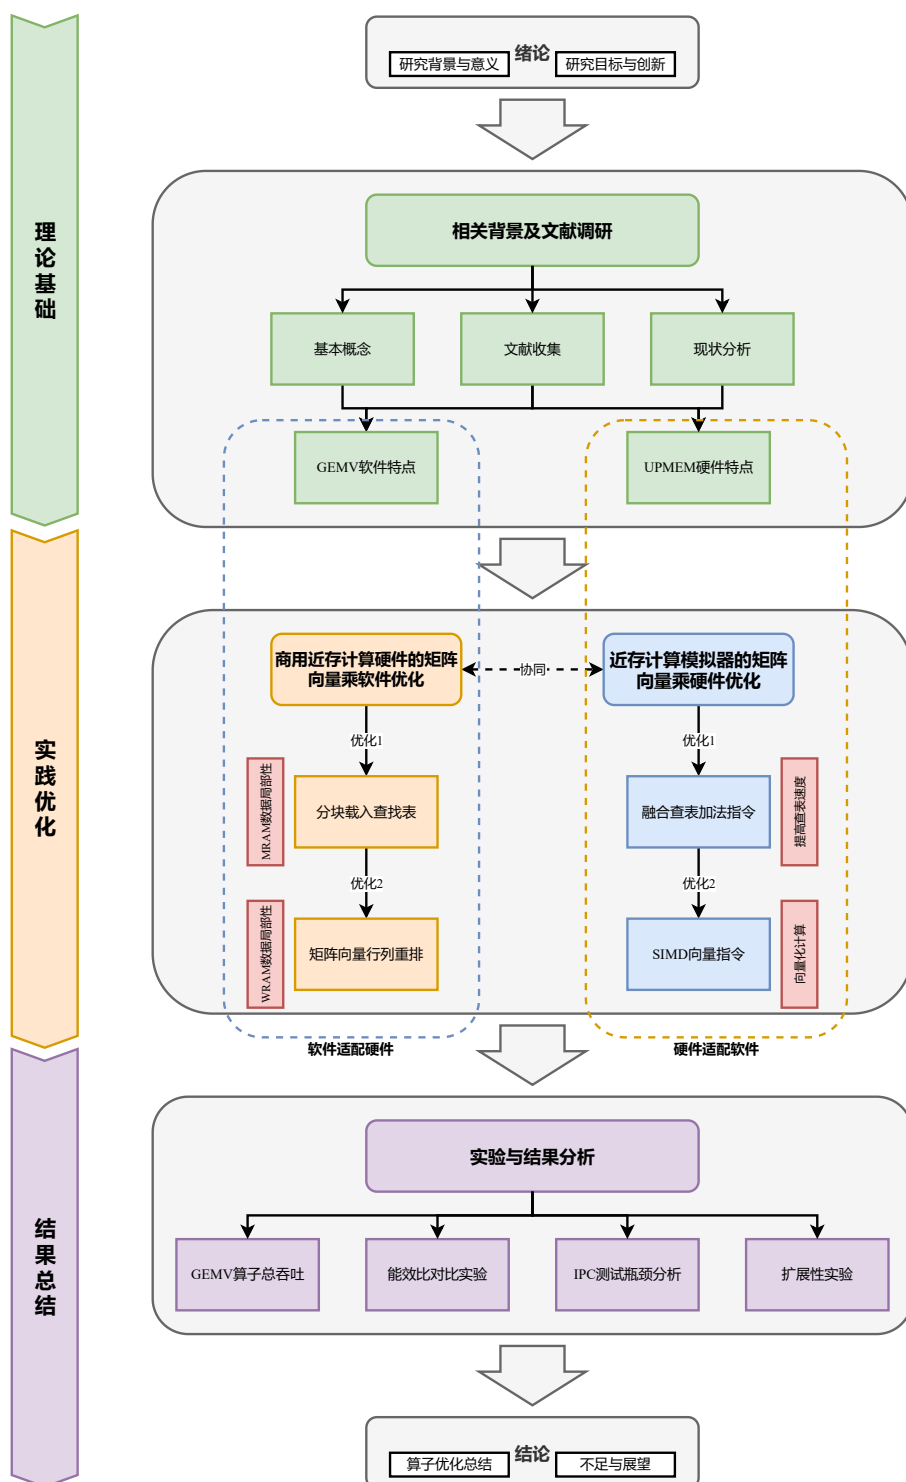 绪论
研究背景与意义
研究目标与创新
理论基础
相关背景及文献调研
基本概念
文献收集
现状分析
GEMV软件特点
UPMEM硬件特点
实践优化
商用近存计算硬件的矩阵
向量乘软件优化
协同
近存计算模拟器的矩阵
向量乘硬件优化
优化1
优化1
MRAM数据局部性
分块载入查找表
融合查表加法指令
提高查表速度
优化2
优化2
WRAM数据局部性
矩阵向量行列重排
SIMD向量指令
向量化计算
软件适配硬件
硬件适配软件
结果总结
实验与结果分析
GEMV算子总吞吐
能效比对比实验
IPC测试瓶颈分析
扩展性实验
结论
算子优化总结
不足与展望